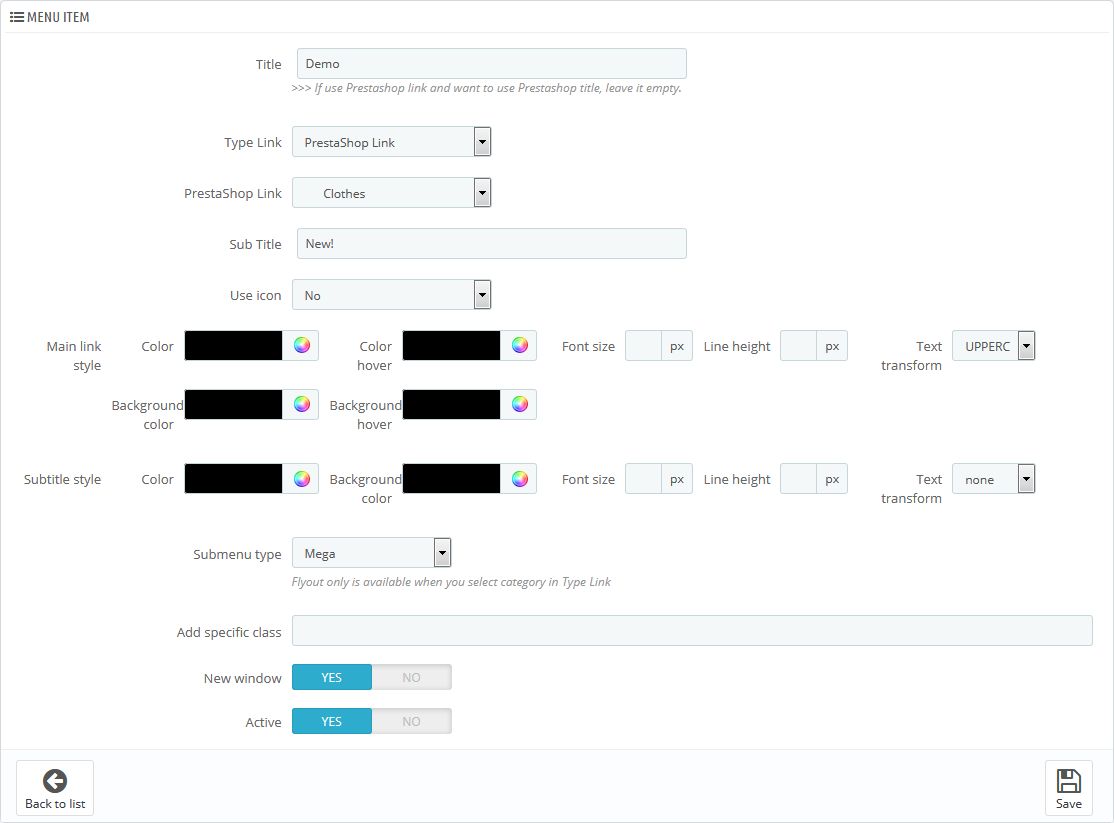 MENU ITEM
Title Demo
>>> If use Prestashop link and want to use Prestashop title, leave it empty.
Type Link PrestaShop Link
PrestaShop Link Clothes
Sub Title New!
Use icon No
Main link style Color Color hover Font size px Line height px Text transform UPPERC
Background color Background hover
Subtitle style Color Background color Font size px Line height px Text transform none
Submenu type Mega
Flyout only is available when you select category in Type Link
Add specific class
New window YES NO
Active YES NO
Back to list Save